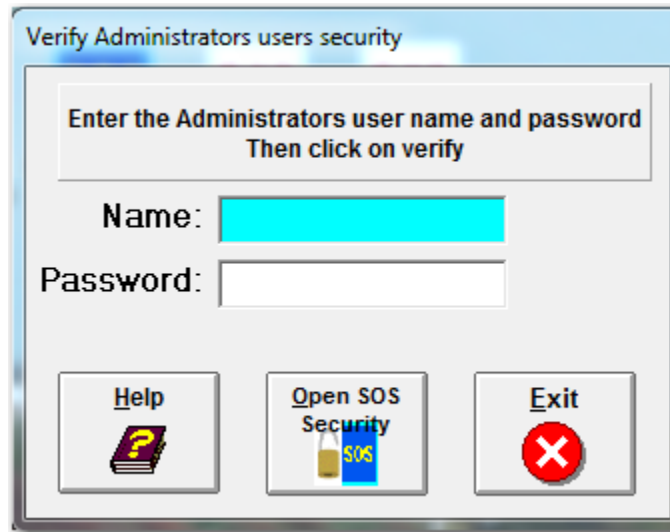 Verify Administrators users security
Enter the Administrators user name and password
Then click on verify
Name:
Password:
Help
Open SOS
Security
SOS
Exit